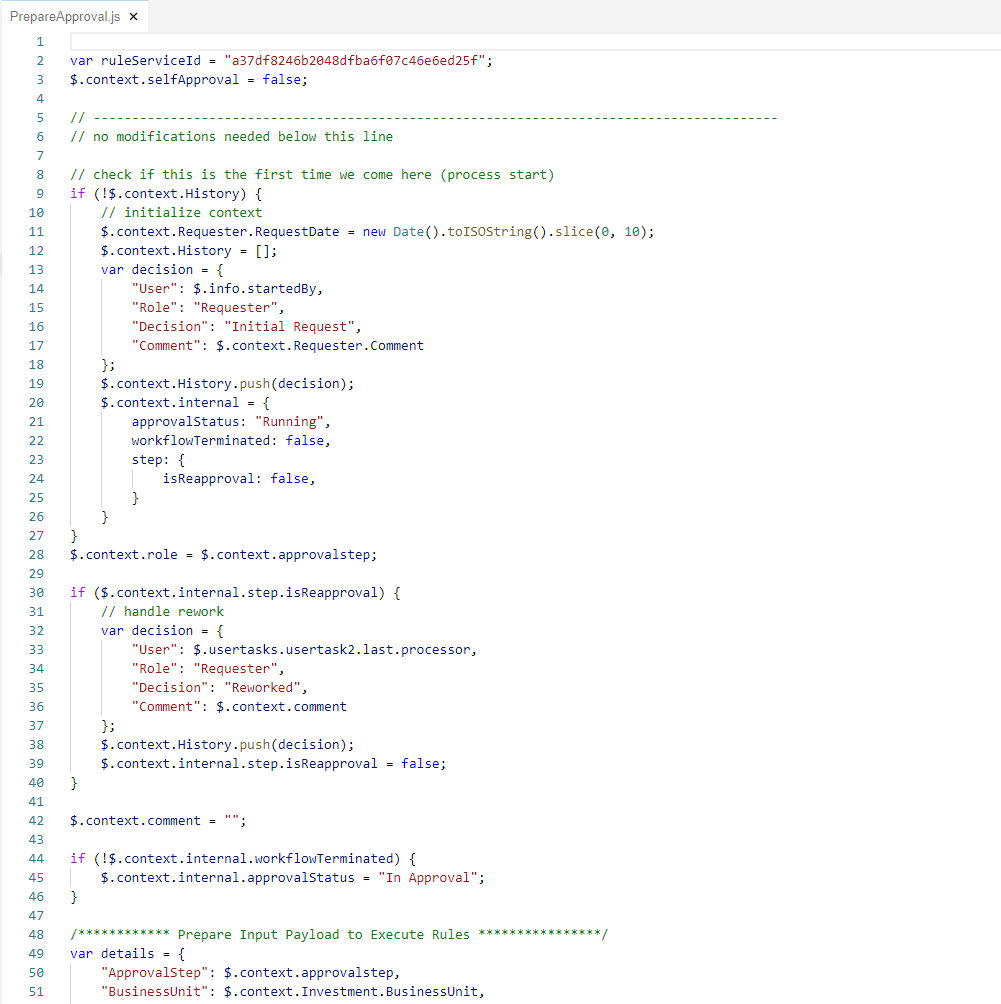 PrepareApproval.js ×
1
2 var ruleServiceId = "a37df8246b2048dfba6f07c46e6ed25f";
3 $.context.selfApproval = false;
4
5 // -----------------------------------------------------------------------------------------
6 // no modifications needed below this line
7
8 // check if this is the first time we come here (process start)
9 if (!$.context.History) {
10 // initialize context
11 $.context.Requester.RequestDate = new Date().toISOString().slice(0, 10);
12 $.context.History = [];
13 var decision = {
14 "User": $.info.startedBy,
15 "Role": "Requester",
16 "Decision": "Initial Request",
17 "Comment": $.context.Requester.Comment
18 };
19 $.context.History.push(decision);
20 $.context.internal = {
21 approvalStatus: "Running",
22 workflowTerminated: false,
23 step: {
24 isReapproval: false,
25 }
26 }
27 }
28 $.context.role = $.context.approvalstep;
29
30 if ($.context.internal.step.isReapproval) {
31 // handle rework
32 var decision = {
33 "User": $.usertasks.usertask2.last.processor,
34 "Role": "Requester",
35 "Decision": "Reworked",
36 "Comment": $.context.comment
37 };
38 $.context.History.push(decision);
39 $.context.internal.step.isReapproval = false;
40 }
41
42 $.context.comment = "";
43
44 if (!$.context.internal.workflowTerminated) {
45 $.context.internal.approvalStatus = "In Approval";
46 }
47
48 /************ Prepare Input Payload to Execute Rules ****************/
49 var details = {
50 "ApprovalStep": $.context.approvalstep,
51 "BusinessUnit": $.context.Investment.BusinessUnit,